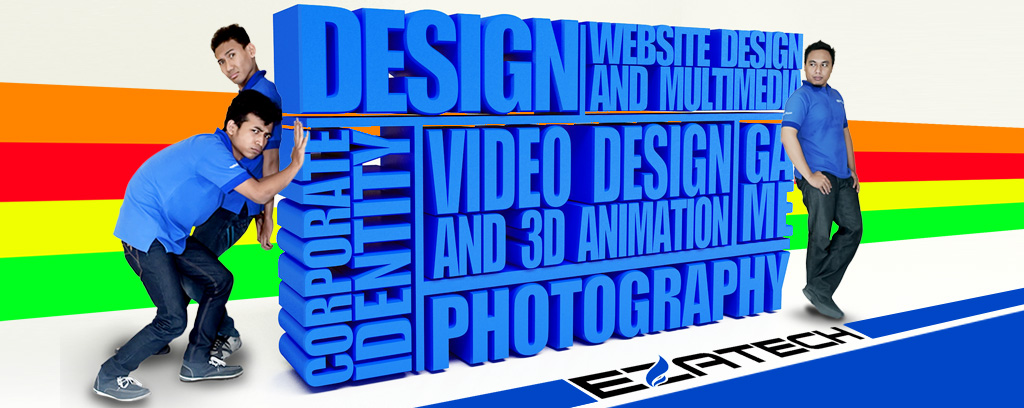 DESIGN
WEBSITE DESIGN
AND MULTIMEDIA
CORPORATE
IDENTITY
VIDEO DESIGN
AND 3D ANIMATION
GA
ME
PHOTOGRAPHY
EZATECH